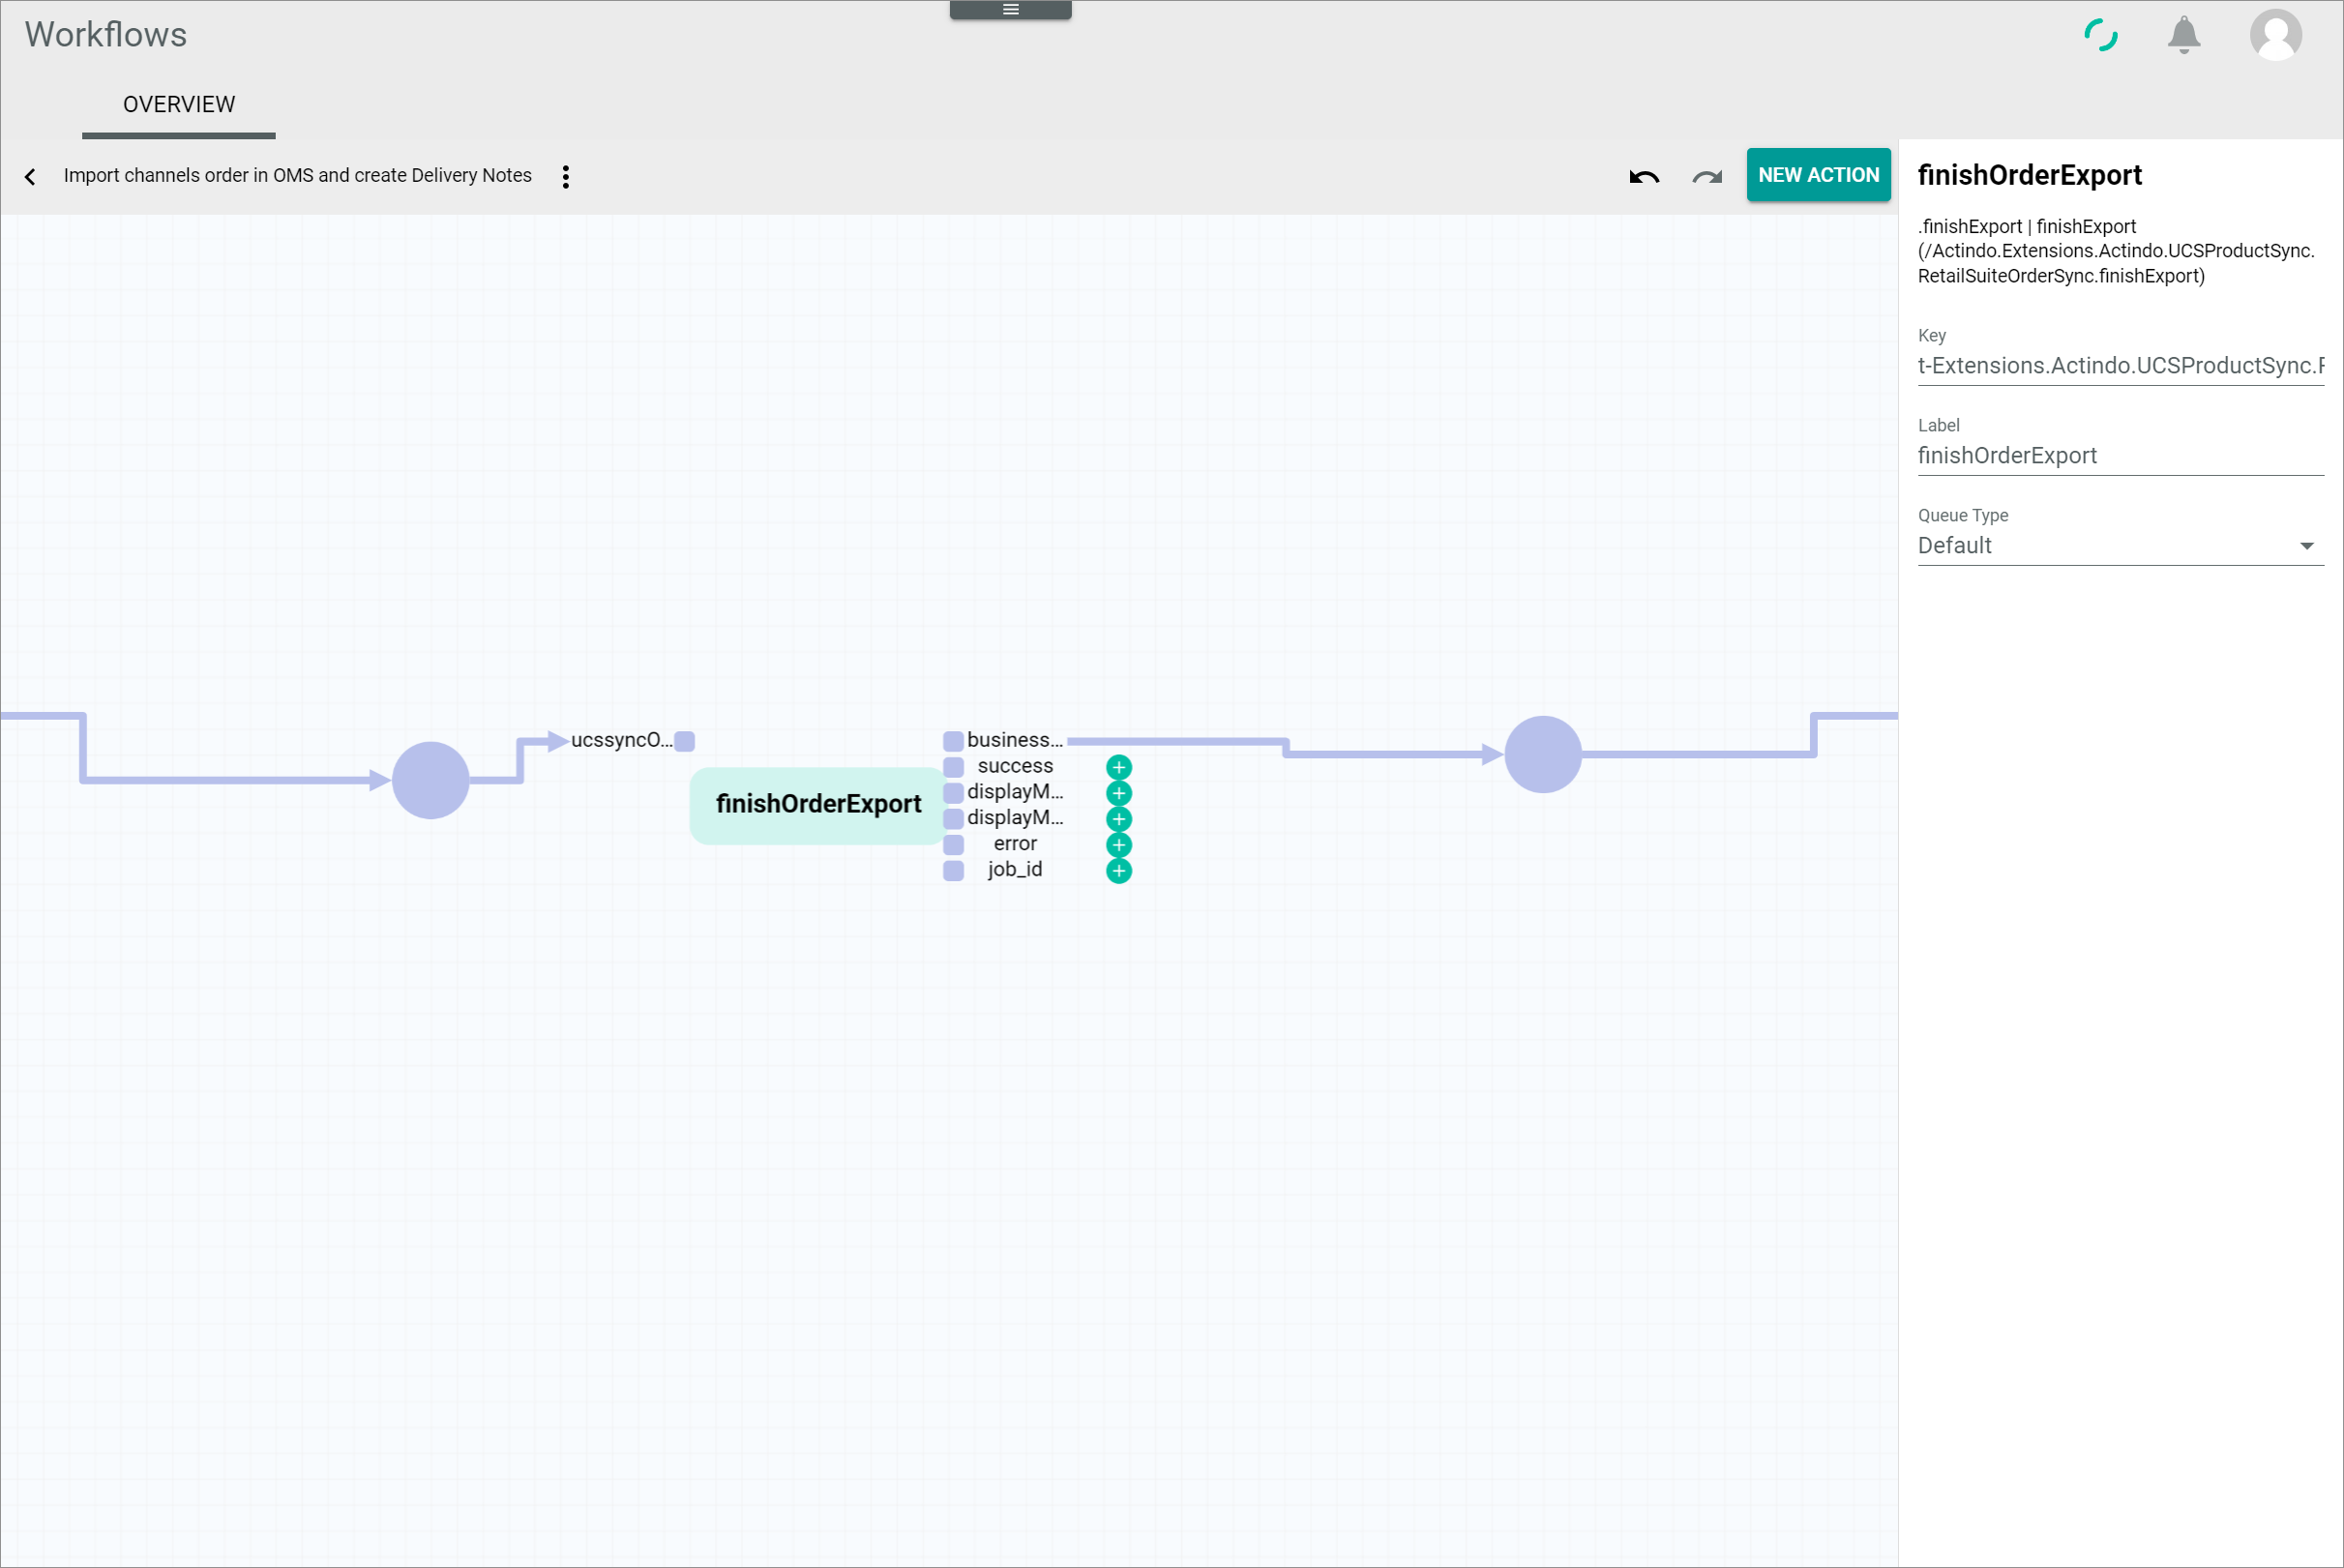 Workflows
OVERVIEW
Import channels order in OMS and create Delivery Notes
NEW ACTION
finishOrderExport
.finishExport | finishExport
(/Actindo.Extensions.Actindo.UCSProductSync.
RetailSuiteOrderSync.finishExport)
Key
t-Extensions.Actindo.UCSProductSync.F
Label
finishOrderExport
Queue Type
Default
ucssyncO...
finishOrderExport
business...
success
displayM...
displayM...
error
job_id